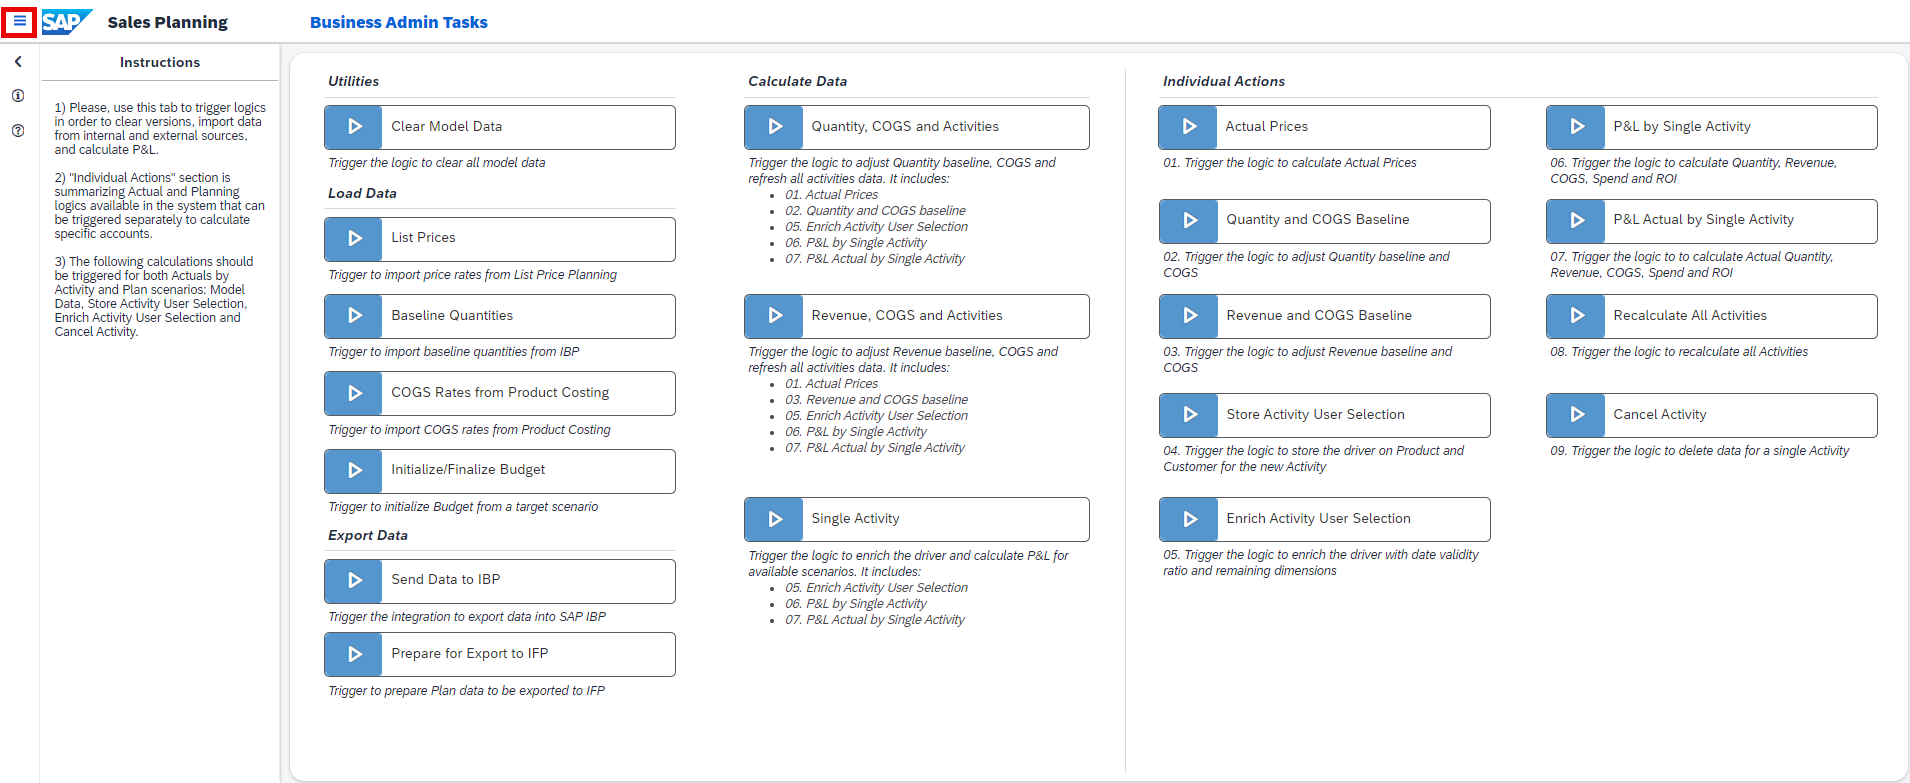 SAP Sales Planning Business Admin Tasks
Instructions
1) Please, use this tab to trigger logics
in order to clear versions, import data
from internal and external sources,
and calculate P&L.
2) "Individual Actions" section is
summarizing Actual and Planning
logics available in the system that can
be triggered separately to calculate
specific accounts.
3) The following calculations should
be triggered for both Actuals by
Activity and Plan scenarios: Model
Data, Store Activity User Selection,
Enrich Activity User Selection and
Cancel Activity.
Utilities
Clear Model Data
Trigger the logic to clear all model data
Load Data
List Prices
Trigger to import price rates from List Price Planning
Baseline Quantities
Trigger to import baseline quantities from IBP
COGS Rates from Product Costing
Trigger to import COGS rates from Product Costing
Initialize/Finalize Budget
Trigger to initialize Budget from a target scenario
Export Data
Send Data to IBP
Trigger the integration to export data into SAP IBP
Prepare for Export to IFP
Trigger to prepare Plan data to be exported to IFP
Calculate Data
Quantity, COGS and Activities
Trigger the logic to adjust Quantity baseline, COGS and
refresh all activities data. It includes:
• 01. Actual Prices
• 02. Quantity and COGS baseline
• 05. Enrich Activity User Selection
• 06. P&L by Single Activity
• 07. P&L Actual by Single Activity
Revenue, COGS and Activities
Trigger the logic to adjust Revenue baseline, COGS and
refresh all activities data. It includes:
• 01. Actual Prices
• 03. Revenue and COGS baseline
• 05. Enrich Activity User Selection
• 06. P&L by Single Activity
• 07. P&L Actual by Single Activity
Single Activity
Trigger the logic to enrich the driver and calculate P&L for
available scenarios. It includes:
• 05. Enrich Activity User Selection
• 06. P&L by Single Activity
• 07. P&L Actual by Single Activity
Individual Actions
Actual Prices
01. Trigger the logic to calculate Actual Prices
Quantity and COGS Baseline
02. Trigger the logic to adjust Quantity baseline and
COGS
Revenue and COGS Baseline
03. Trigger the logic to adjust Revenue baseline and
COGS
Store Activity User Selection
04. Trigger the logic to store the driver on Product and
Customer for the new Activity
Enrich Activity User Selection
05. Trigger the logic to enrich the driver with date validity
ratio and remaining dimensions
P&L by Single Activity
06. Trigger the logic to calculate Quantity, Revenue,
COGS, Spend and ROI
P&L Actual by Single Activity
07. Trigger the logic to to calculate Actual Quantity,
Revenue, COGS, Spend and ROI
Recalculate All Activities
08. Trigger the logic to recalculate all Activities
Cancel Activity
09. Trigger the logic to delete data for a single Activity